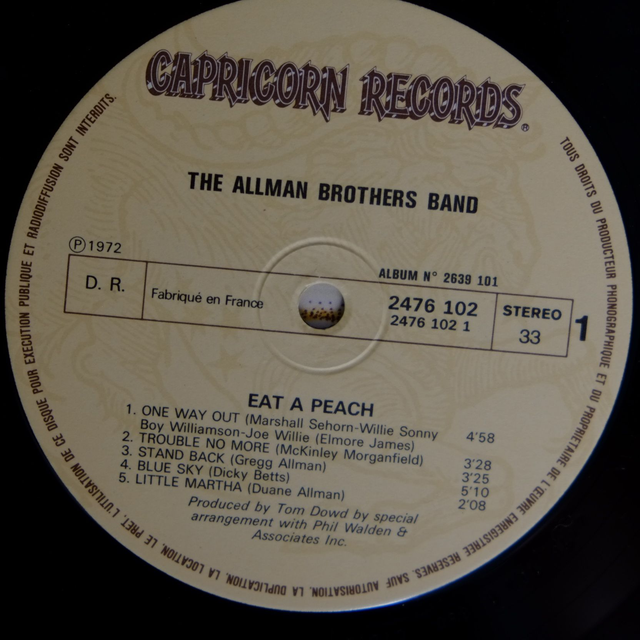 CAPRICORN RECORDS®
THE ALLMAN BROTHERS BAND
℗ 1972
ALBUM N° 2639 101
D. R.
Fabriqué en France
2476 102
2476 102 1
STEREO
33
1
EAT A PEACH
1. ONE WAY OUT (Marshall Sehorn-Willie Sonny
Boy Williamson-Joe Willie (Elmore James) 4'58
2. TROUBLE NO MORE (McKinley Morganfield) 3'28
3. STAND BACK (Gregg Allman) 3'25
4. BLUE SKY (Dicky Betts) 5'10
5. LITTLE MARTHA (Duane Allman) 2'08
Produced by Tom Dowd by special
arrangement with Phil Walden &
Associates Inc.
TOUS DROITS DU PRODUCTEUR PHONOGRAPHIQUE ET DU PROPRIETAIRE DE L'ŒUVRE ENREGISTREE RESERVES. SAUF AUTORISATION, LA DUPLICATION, LA LOCATION, LE PRET, L'UTILISATION DE CE DISQUE POUR EXECUTION PUBLIQUE ET RADIODIFFUSION SONT INTERDITS.